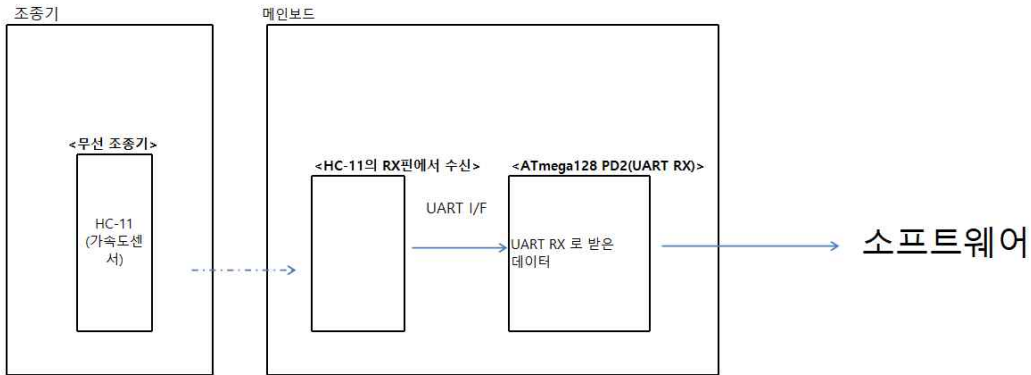 조종기
메인보드
<무선 조종기>
<HC-11의 RX핀에서 수신>
<ATmega128 PD2(UART RX)>
HC-11
(가속도센
서)
UART I/F
UART RX 로 받은
데이터
소프트웨어